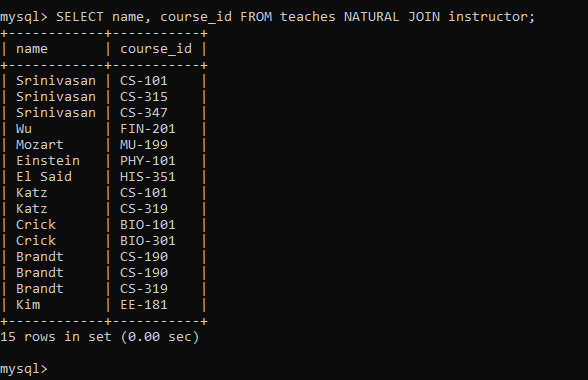 mysql> SELECT name, course_id FROM teaches NATURAL JOIN instructor;
+------------+-----------+
| name       | course_id |
+------------+-----------+
| Srinivasan | CS-101    |
| Srinivasan | CS-315    |
| Srinivasan | CS-347    |
| Wu         | FIN-201   |
| Mozart     | MU-199    |
| Einstein   | PHY-101   |
| El Said    | HIS-351   |
| Katz       | CS-101    |
| Katz       | CS-319    |
| Crick      | BIO-101   |
| Crick      | BIO-301   |
| Brandt     | CS-190    |
| Brandt     | CS-190    |
| Brandt     | CS-319    |
| Kim        | EE-181    |
+------------+-----------+
15 rows in set (0.00 sec)
mysql>